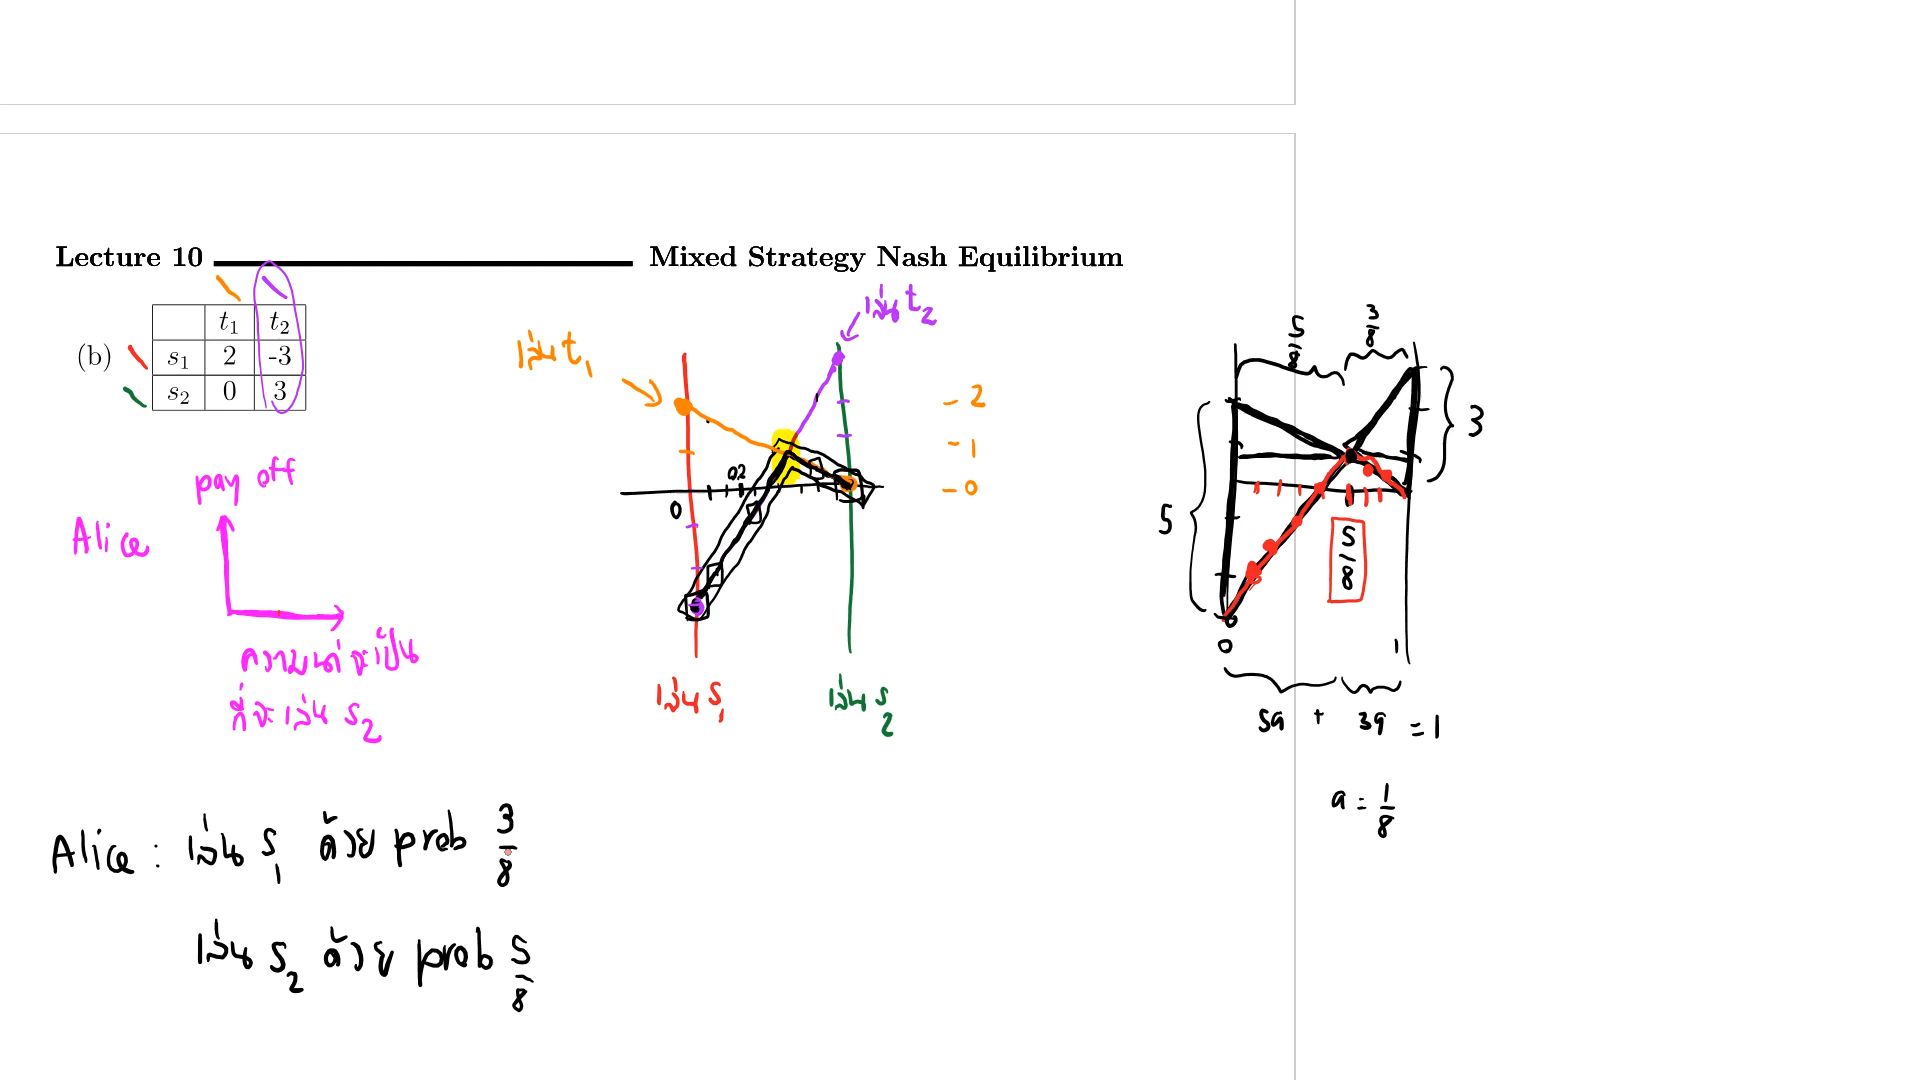 Lecture 10 Mixed Strategy Nash Equilibrium
(b)
t1 t2
s1 2 -3
s2 0 3
เล่น t1
เล่น t2
- 2
- 1
- 0
0.2
0
เล่น s1
เล่น s2
pay off
Alice
ความน่าจะเป็น
ที่จะเล่น s2
5/8
3/8
3
5
5/8
0
1
5a + 3a = 1
a = 1/8
Alice : เล่น s1 ด้วย prob 3/8
เล่น s2 ด้วย prob 5/8